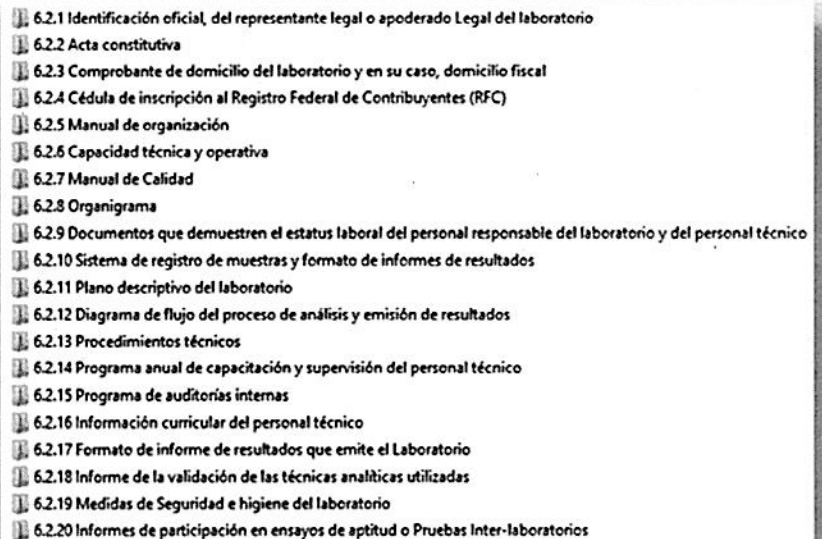 6.2.1 Identificación oficial, del representante legal o apoderado Legal del laboratorio
6.2.2 Acta constitutiva
6.2.3 Comprobante de domicilio del laboratorio y en su caso, domicilio fiscal
6.2.4 Cédula de inscripción al Registro Federal de Contribuyentes (RFC)
6.2.5 Manual de organización
6.2.6 Capacidad técnica y operativa
6.2.7 Manual de Calidad
6.2.8 Organigrama
6.2.9 Documentos que demuestren el estatus laboral del personal responsable del laboratorio y del personal técnico
6.2.10 Sistema de registro de muestras y formato de informes de resultados
6.2.11 Plano descriptivo del laboratorio
6.2.12 Diagrama de flujo del proceso de análisis y emisión de resultados
6.2.13 Procedimientos técnicos
6.2.14 Programa anual de capacitación y supervisión del personal técnico
6.2.15 Programa de auditorías internas
6.2.16 Información curricular del personal técnico
6.2.17 Formato de informe de resultados que emite el Laboratorio
6.2.18 Informe de la validación de las técnicas analíticas utilizadas
6.2.19 Medidas de Seguridad e higiene del laboratorio
6.2.20 Informes de participación en ensayos de aptitud o Pruebas Inter-laboratorios